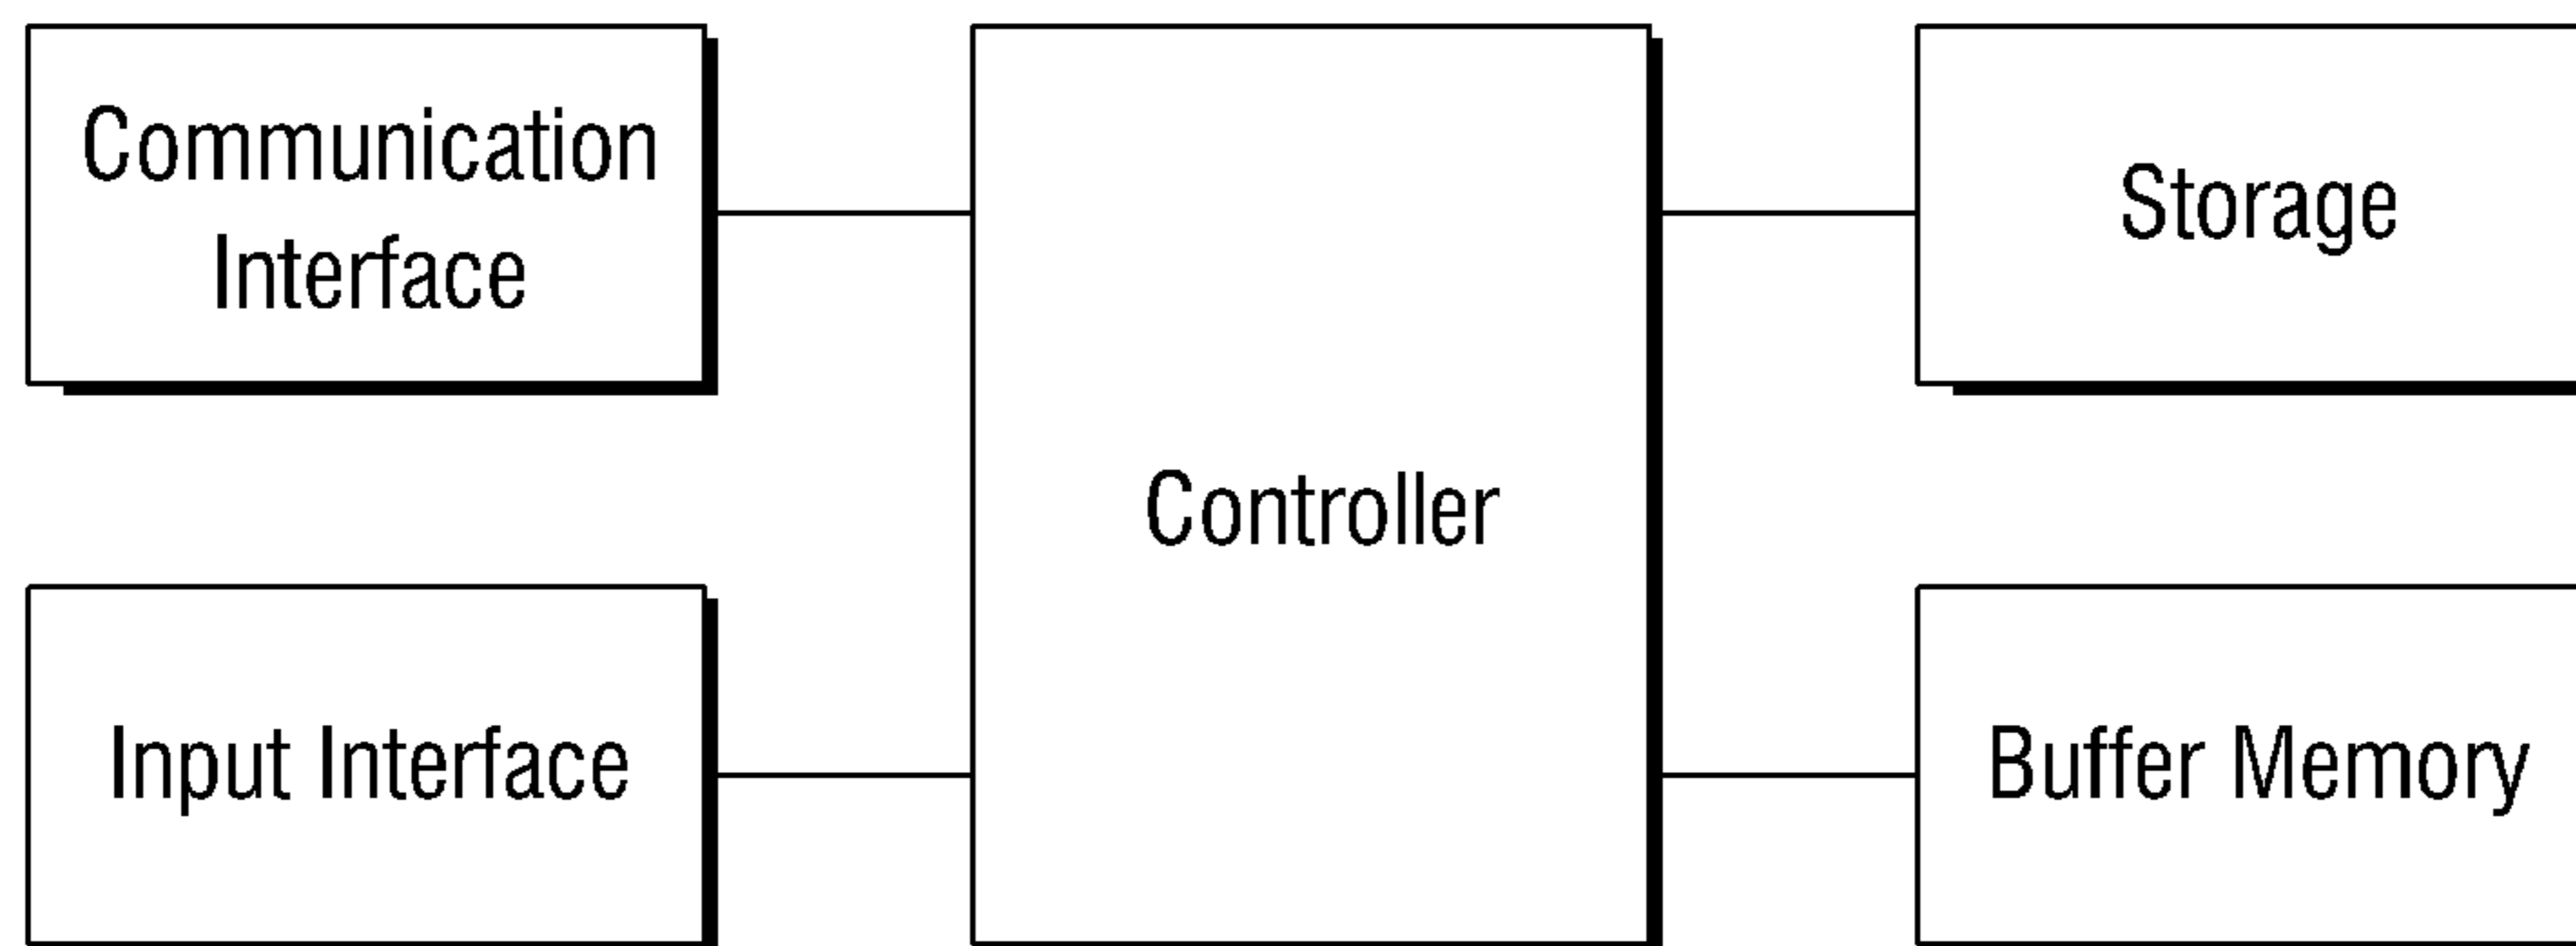 Communication
Interface
Storage
Controller
Input Interface
Buffer Memory